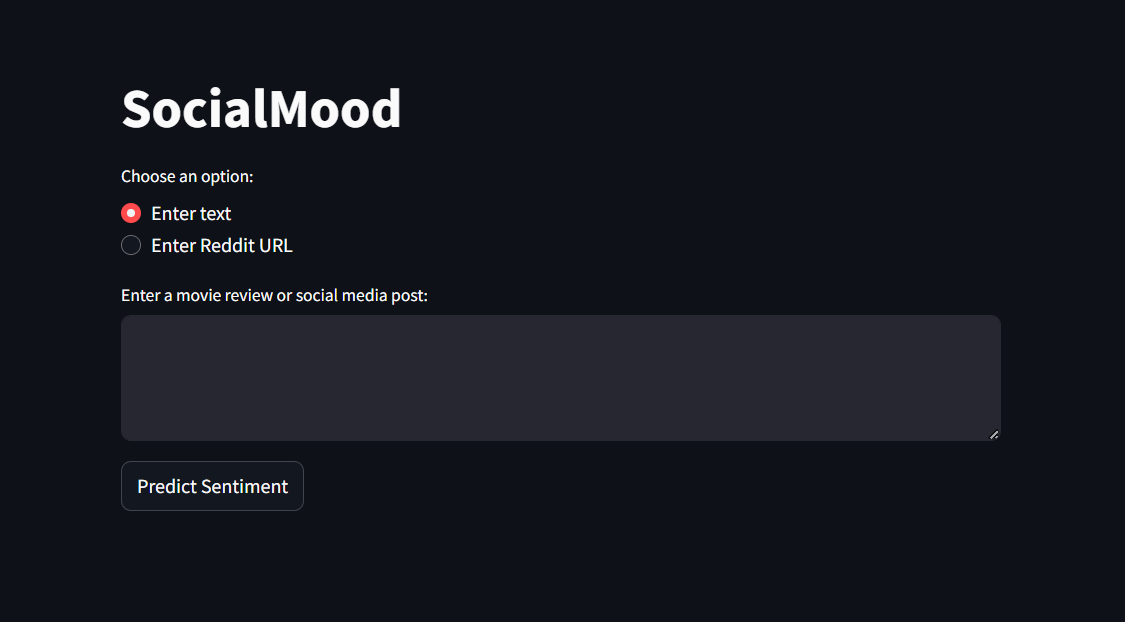 SocialMood
Choose an option:
Enter text
Enter Reddit URL
Enter a movie review or social media post:
Predict Sentiment